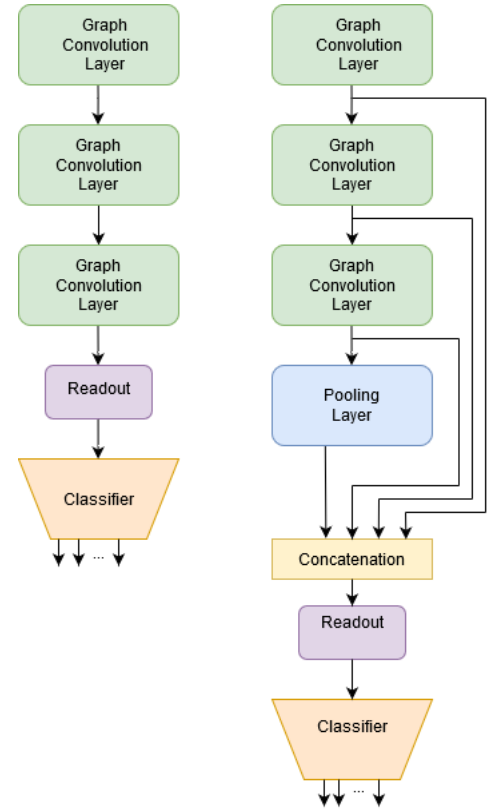 Graph
Convolution
Layer
Graph
Convolution
Layer
Graph
Convolution
Layer
Readout
Classifier
...
Graph
Convolution
Layer
Graph
Convolution
Layer
Graph
Convolution
Layer
Pooling
Layer
Concatenation
Readout
Classifier
...